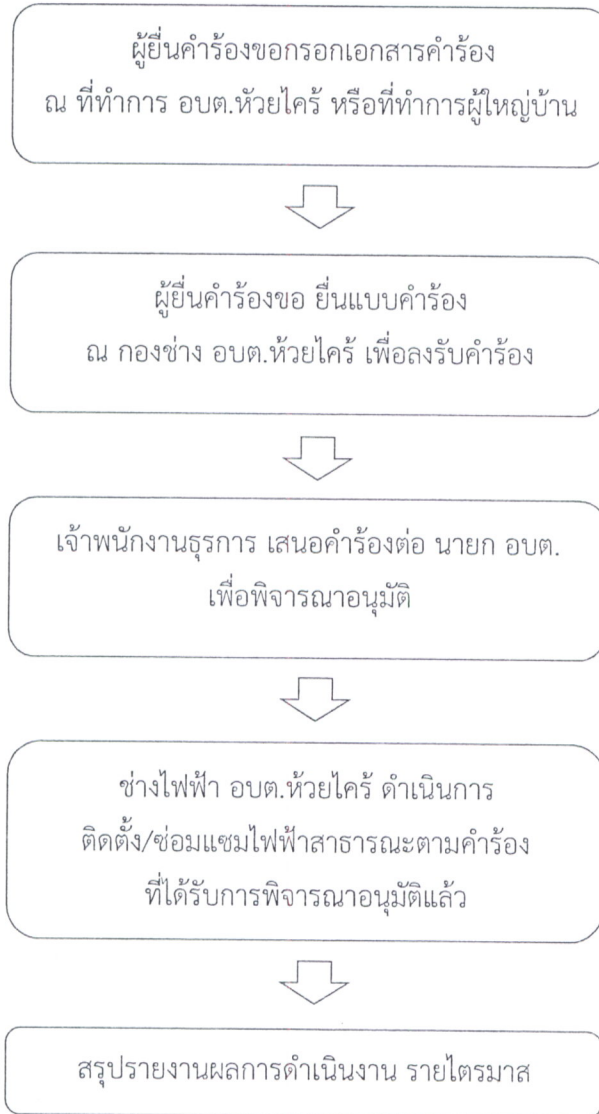 ผู้ยื่นคำร้องขอกรอกเอกสารคำร้อง
ณ ที่ทำการ อบต.ห้วยไคร้ หรือที่ทำการผู้ใหญ่บ้าน
ผู้ยื่นคำร้องขอ ยื่นแบบคำร้อง
ณ กองช่าง อบต.ห้วยไคร้ เพื่อลงรับคำร้อง
เจ้าพนักงานธุรการ เสนอคำร้องต่อ นายก อบต.
เพื่อพิจารณาอนุมัติ
ช่างไฟฟ้า อบต.ห้วยไคร้ ดำเนินการ
ติดตั้ง/ซ่อมแซมไฟฟ้าสาธารณะตามคำร้อง
ที่ได้รับการพิจารณาอนุมัติแล้ว
สรุปรายงานผลการดำเนินงาน รายไตรมาส